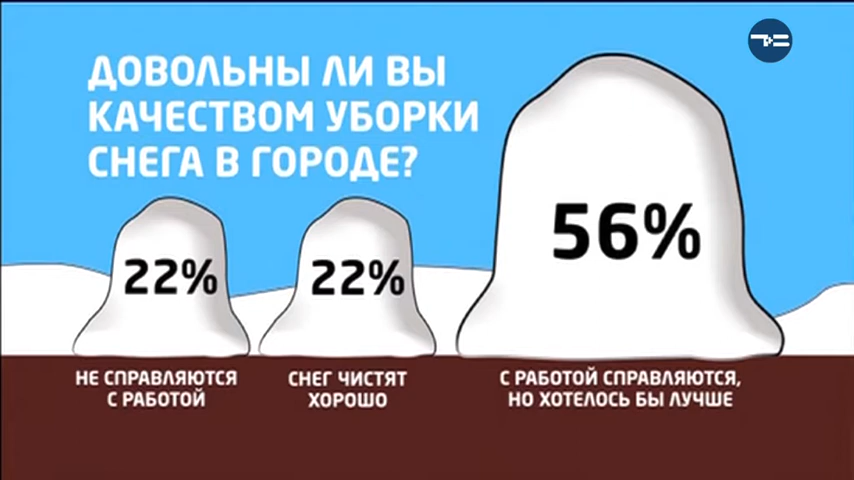 ДОВОЛЬНЫ ЛИ ВЫ
КАЧЕСТВОМ УБОРКИ
СНЕГА В ГОРОДЕ?
22%
22%
56%
НЕ СПРАВЛЯЮТСЯ
С РАБОТОЙ
СНЕГ ЧИСТЯТ
ХОРОШО
С РАБОТОЙ СПРАВЛЯЮТСЯ,
НО ХОТЕЛОСЬ БЫ ЛУЧШЕ